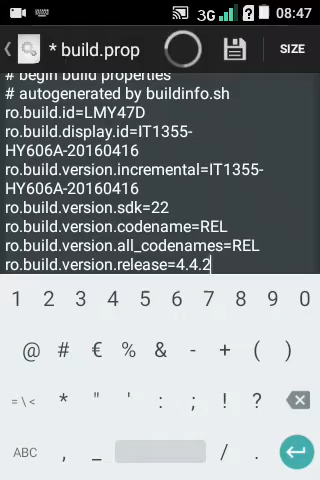 3G 08:47
* build.prop SIZE
# begin build properties
# autogenerated by buildinfo.sh
ro.build.id=LMY47D
ro.build.display.id=IT1355-
HY606A-20160416
ro.build.version.incremental=IT1355-
HY606A-20160416
ro.build.version.sdk=22
ro.build.version.codename=REL
ro.build.version.all_codenames=REL
ro.build.version.release=4.4.2
1 2 3 4 5 6 7 8 9 0
@ # € % & - + ( )
= \ < * " ' : ; ! ?
ABC , _ / .